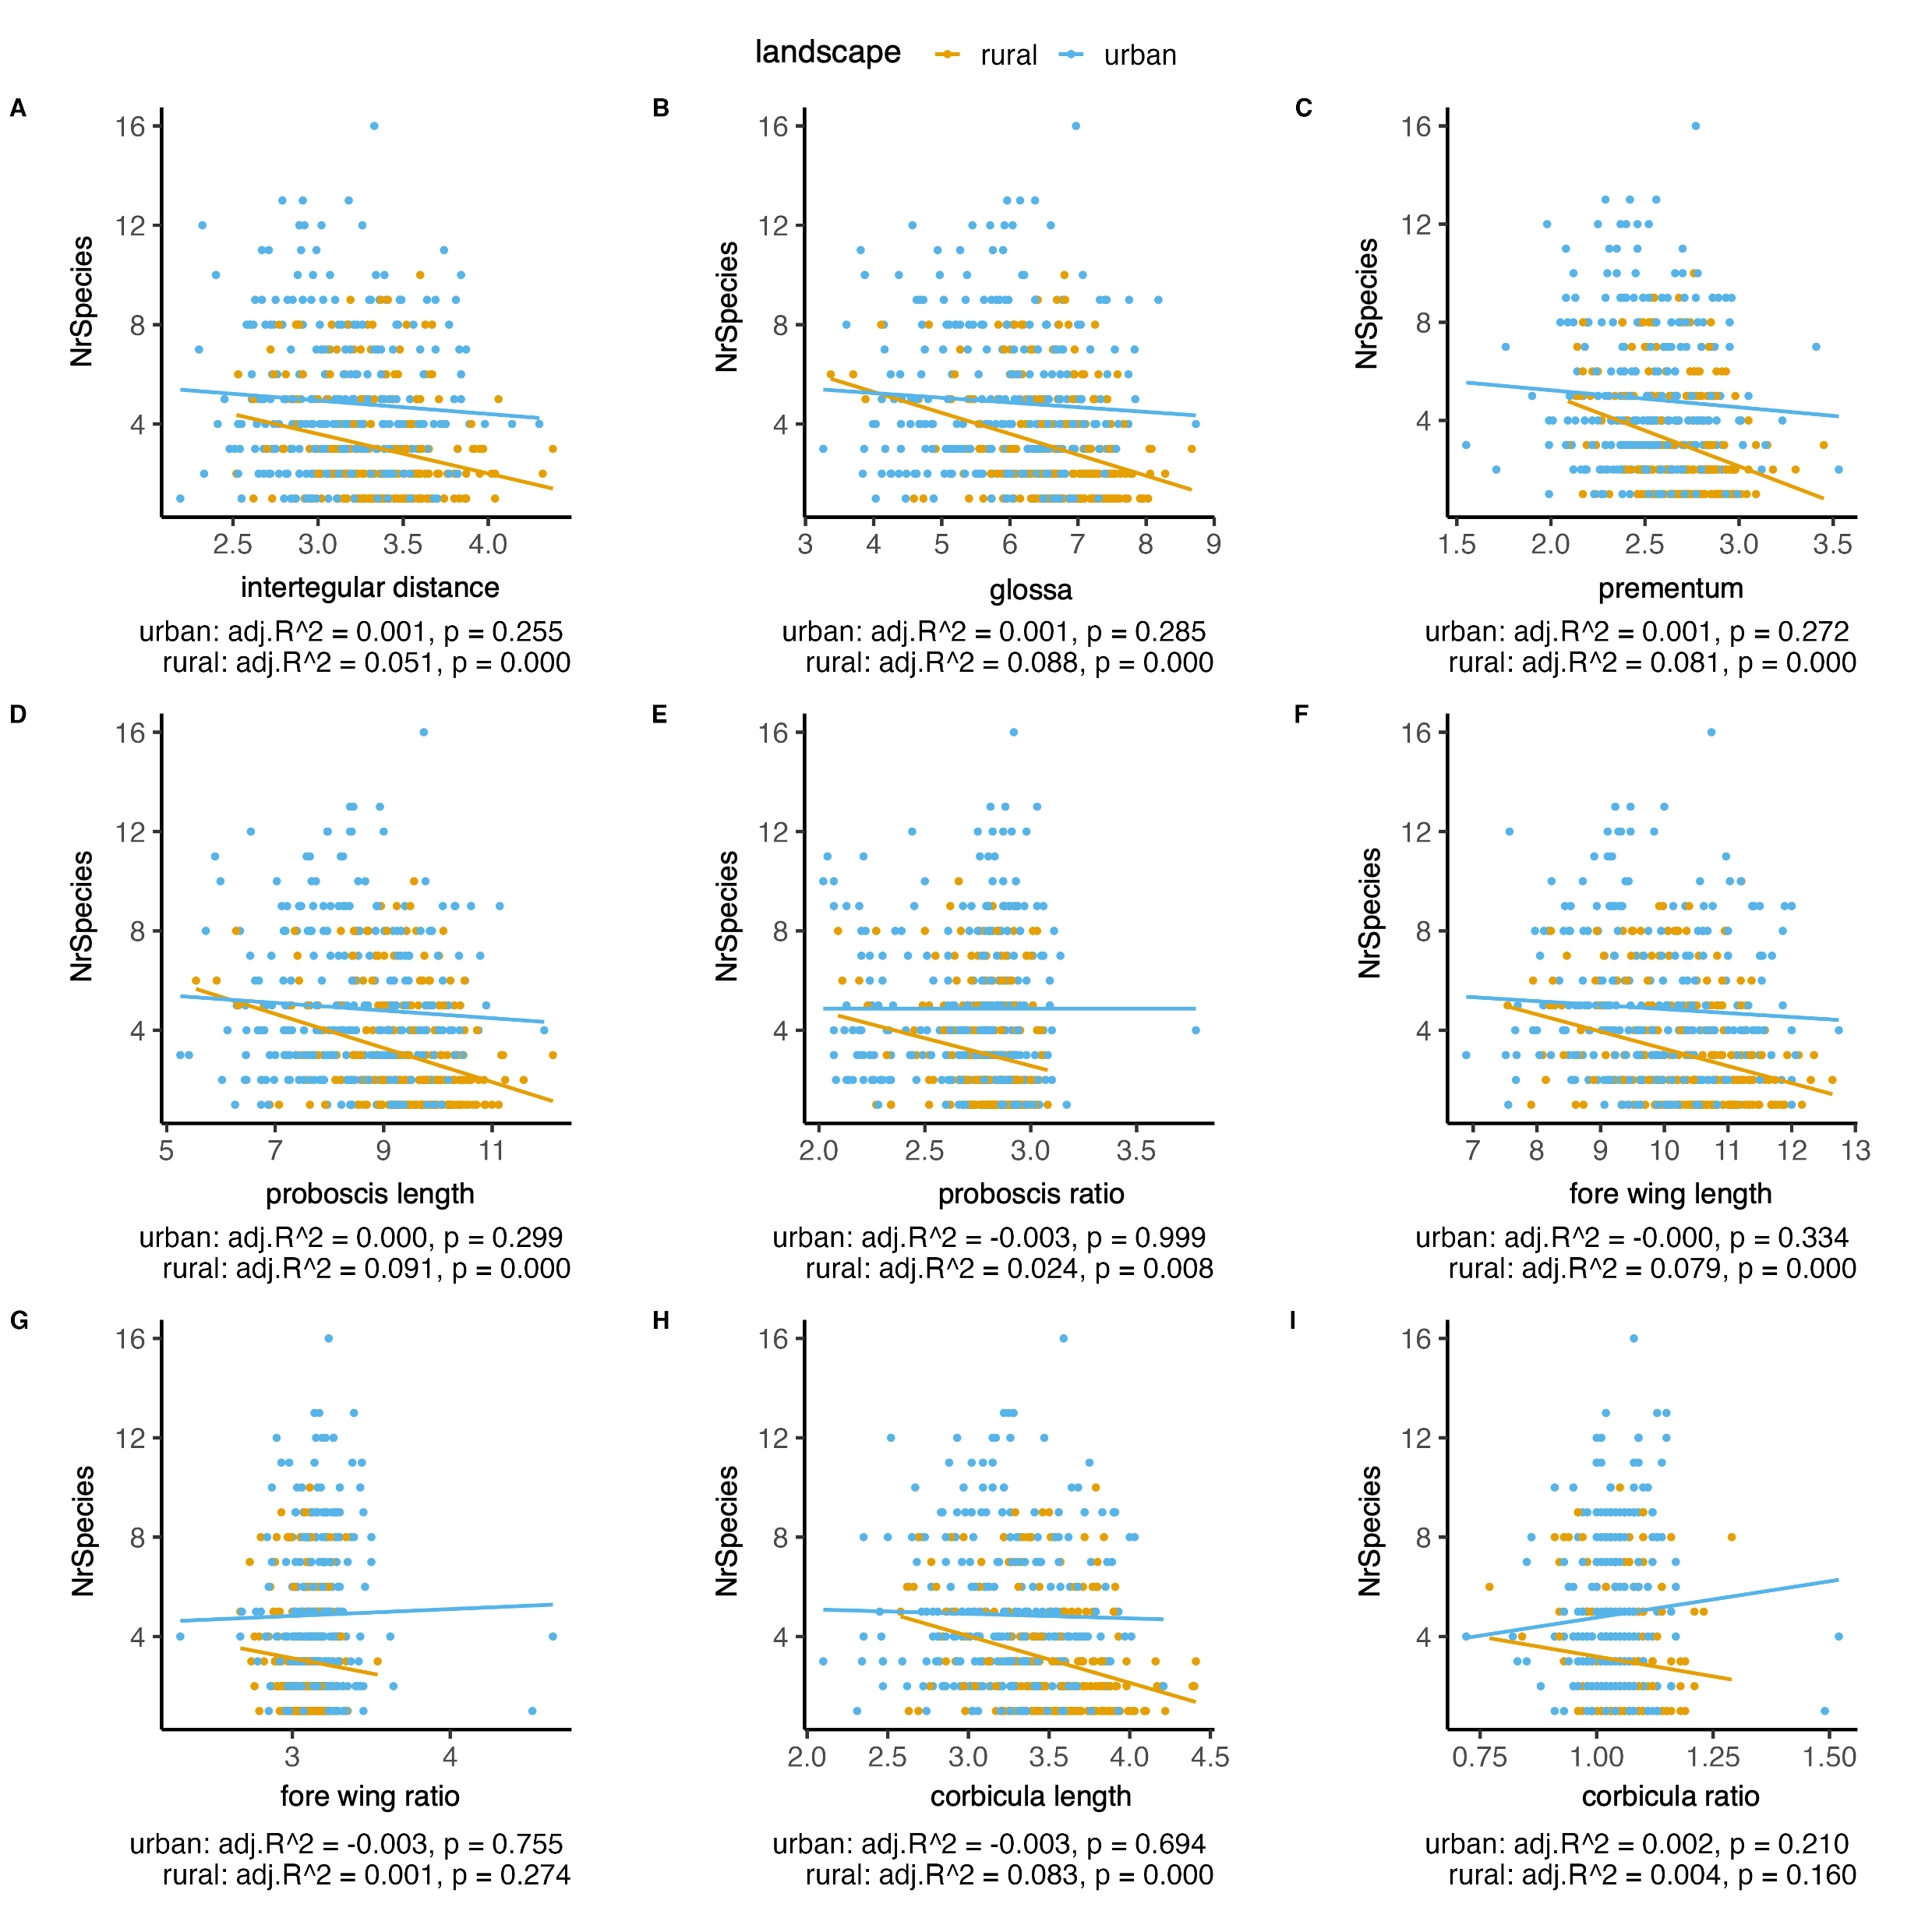 landscape rural urban
A B C
16 16 16
12 12 12
8 8 8
4 4 4
NrSpecies NrSpecies NrSpecies
2.5 3.0 3.5 4.0 3 4 5 6 7 8 9 1.5 2.0 2.5 3.0 3.5
intertegular distance glossa prementum
urban: adj.R^2 = 0.001, p = 0.255 urban: adj.R^2 = 0.001, p = 0.285 urban: adj.R^2 = 0.001, p = 0.272
rural: adj.R^2 = 0.051, p = 0.000 rural: adj.R^2 = 0.088, p = 0.000 rural: adj.R^2 = 0.081, p = 0.000
D E F
16 16 16
12 12 12
8 8 8
4 4 4
NrSpecies NrSpecies NrSpecies
5 7 9 11 2.0 2.5 3.0 3.5 7 8 9 10 11 12 13
proboscis length proboscis ratio fore wing length
urban: adj.R^2 = 0.000, p = 0.299 urban: adj.R^2 = -0.003, p = 0.999 urban: adj.R^2 = -0.000, p = 0.334
rural: adj.R^2 = 0.091, p = 0.000 rural: adj.R^2 = 0.024, p = 0.008 rural: adj.R^2 = 0.079, p = 0.000
G H I
16 16 16
12 12 12
8 8 8
4 4 4
NrSpecies NrSpecies NrSpecies
3 4 2.0 2.5 3.0 3.5 4.0 4.5 0.75 1.00 1.25 1.50
fore wing ratio corbicula length corbicula ratio
urban: adj.R^2 = -0.003, p = 0.755 urban: adj.R^2 = -0.003, p = 0.694 urban: adj.R^2 = 0.002, p = 0.210
rural: adj.R^2 = 0.001, p = 0.274 rural: adj.R^2 = 0.083, p = 0.000 rural: adj.R^2 = 0.004, p = 0.160